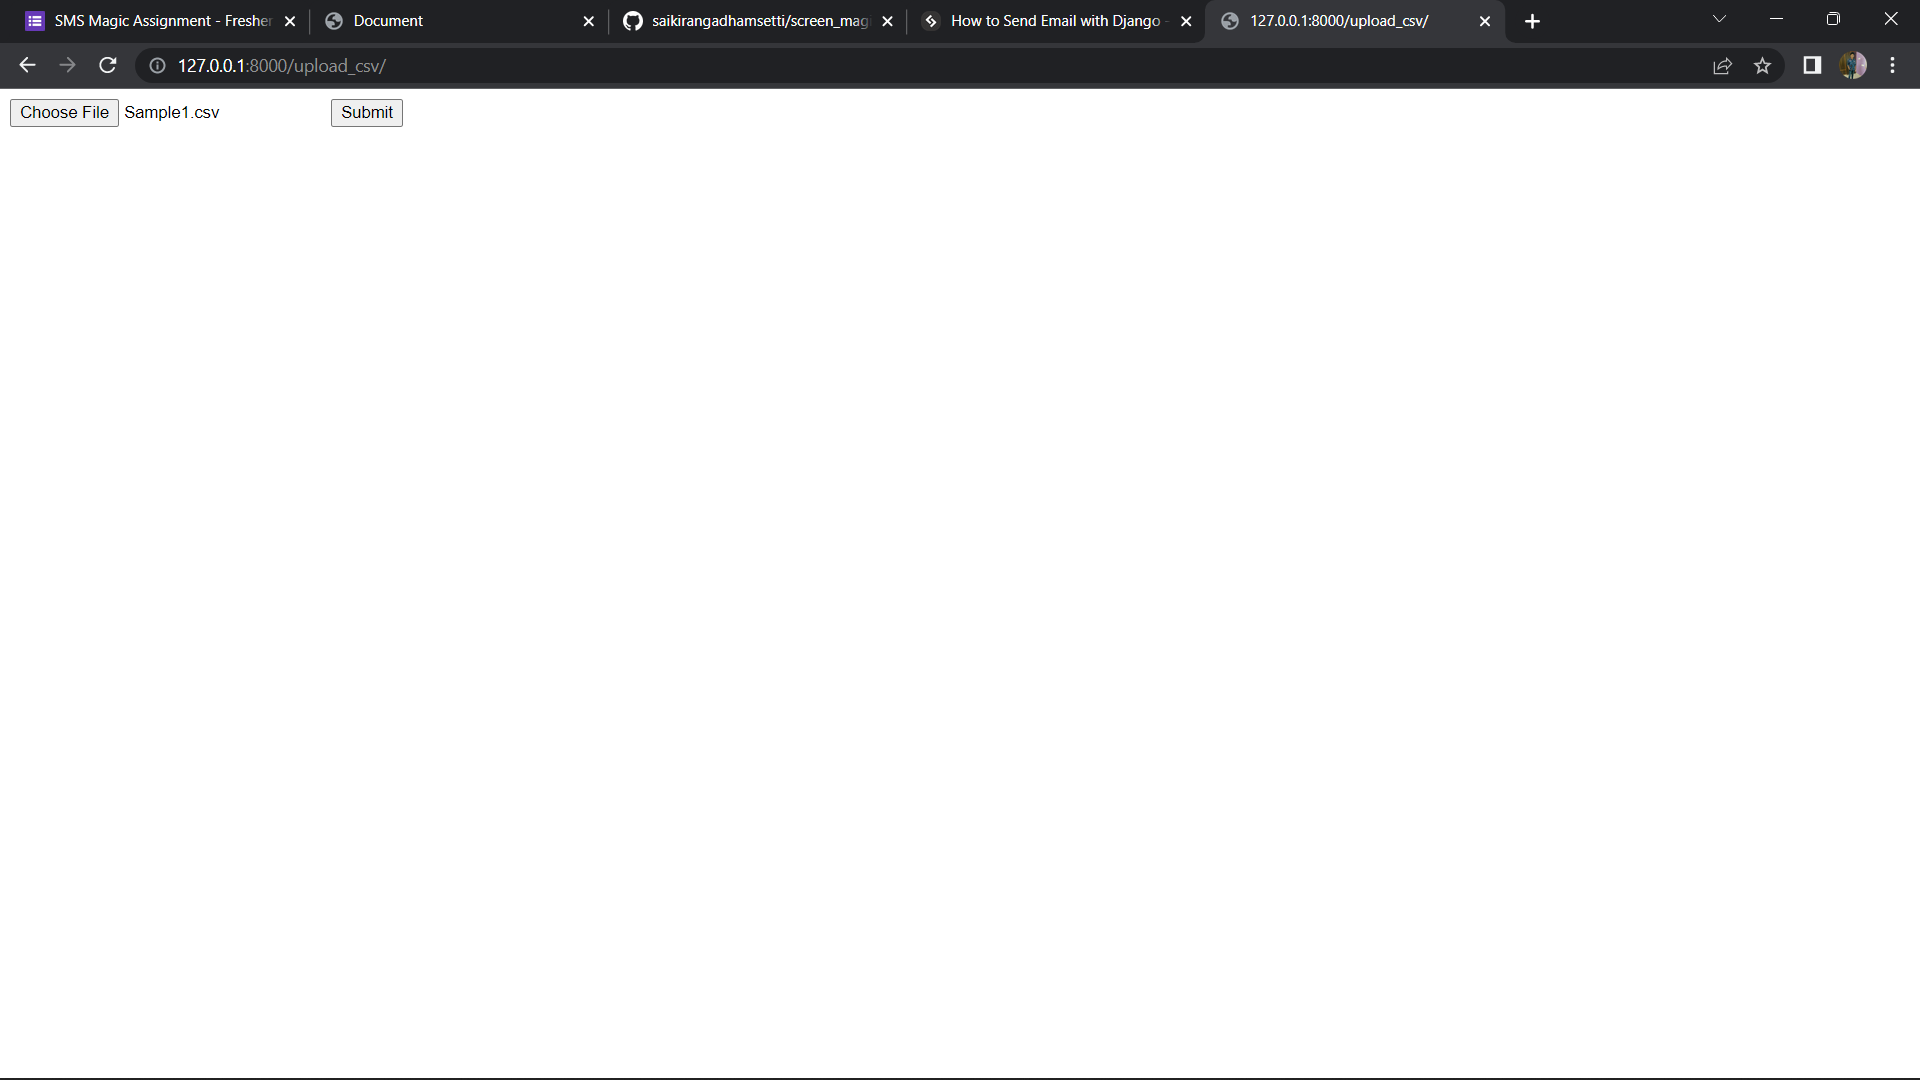 SMS Magic Assignment - Fresher
Document
saikirangadhamsetti/screen_magi
How to Send Email with Django -
127.0.0.1:8000/upload_csv/
127.0.0.1:8000/upload_csv/
Choose File Sample1.csv Submit